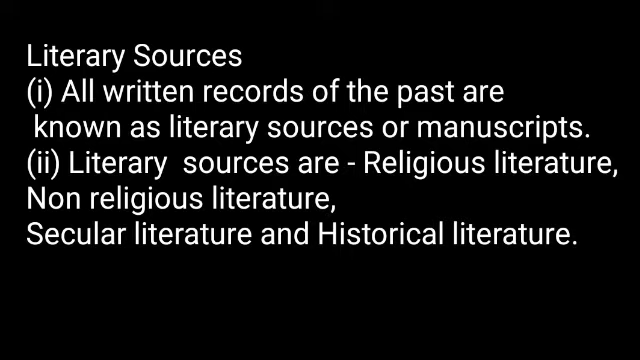 Literary Sources
(i) All written records of the past are
known as literary sources or manuscripts.
(ii) Literary sources are - Religious literature,
Non religious literature,
Secular literature and Historical literature.